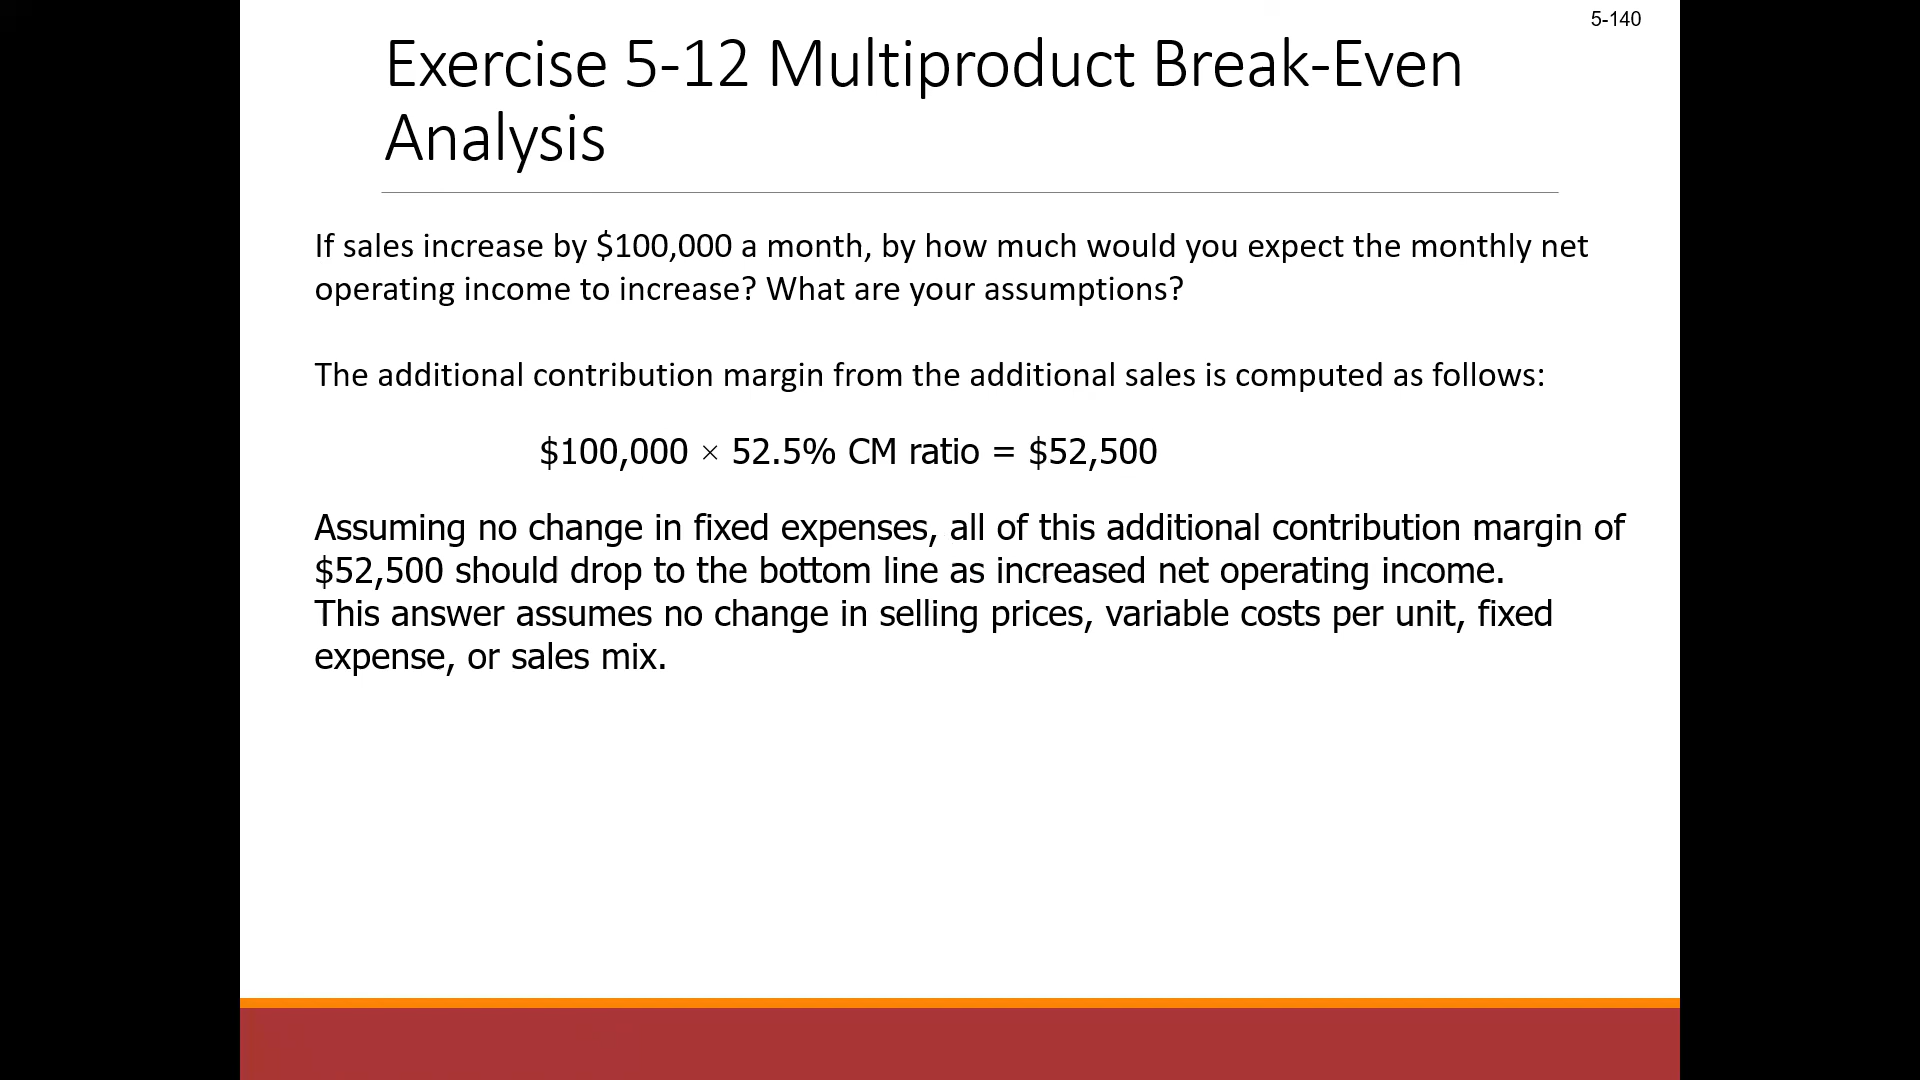 5-140
Exercise 5-12 Multiproduct Break-Even
Analysis
If sales increase by $100,000 a month, by how much would you expect the monthly net
operating income to increase? What are your assumptions?
The additional contribution margin from the additional sales is computed as follows:
$100,000 × 52.5% CM ratio = $52,500
Assuming no change in fixed expenses, all of this additional contribution margin of
$52,500 should drop to the bottom line as increased net operating income.
This answer assumes no change in selling prices, variable costs per unit, fixed
expense, or sales mix.